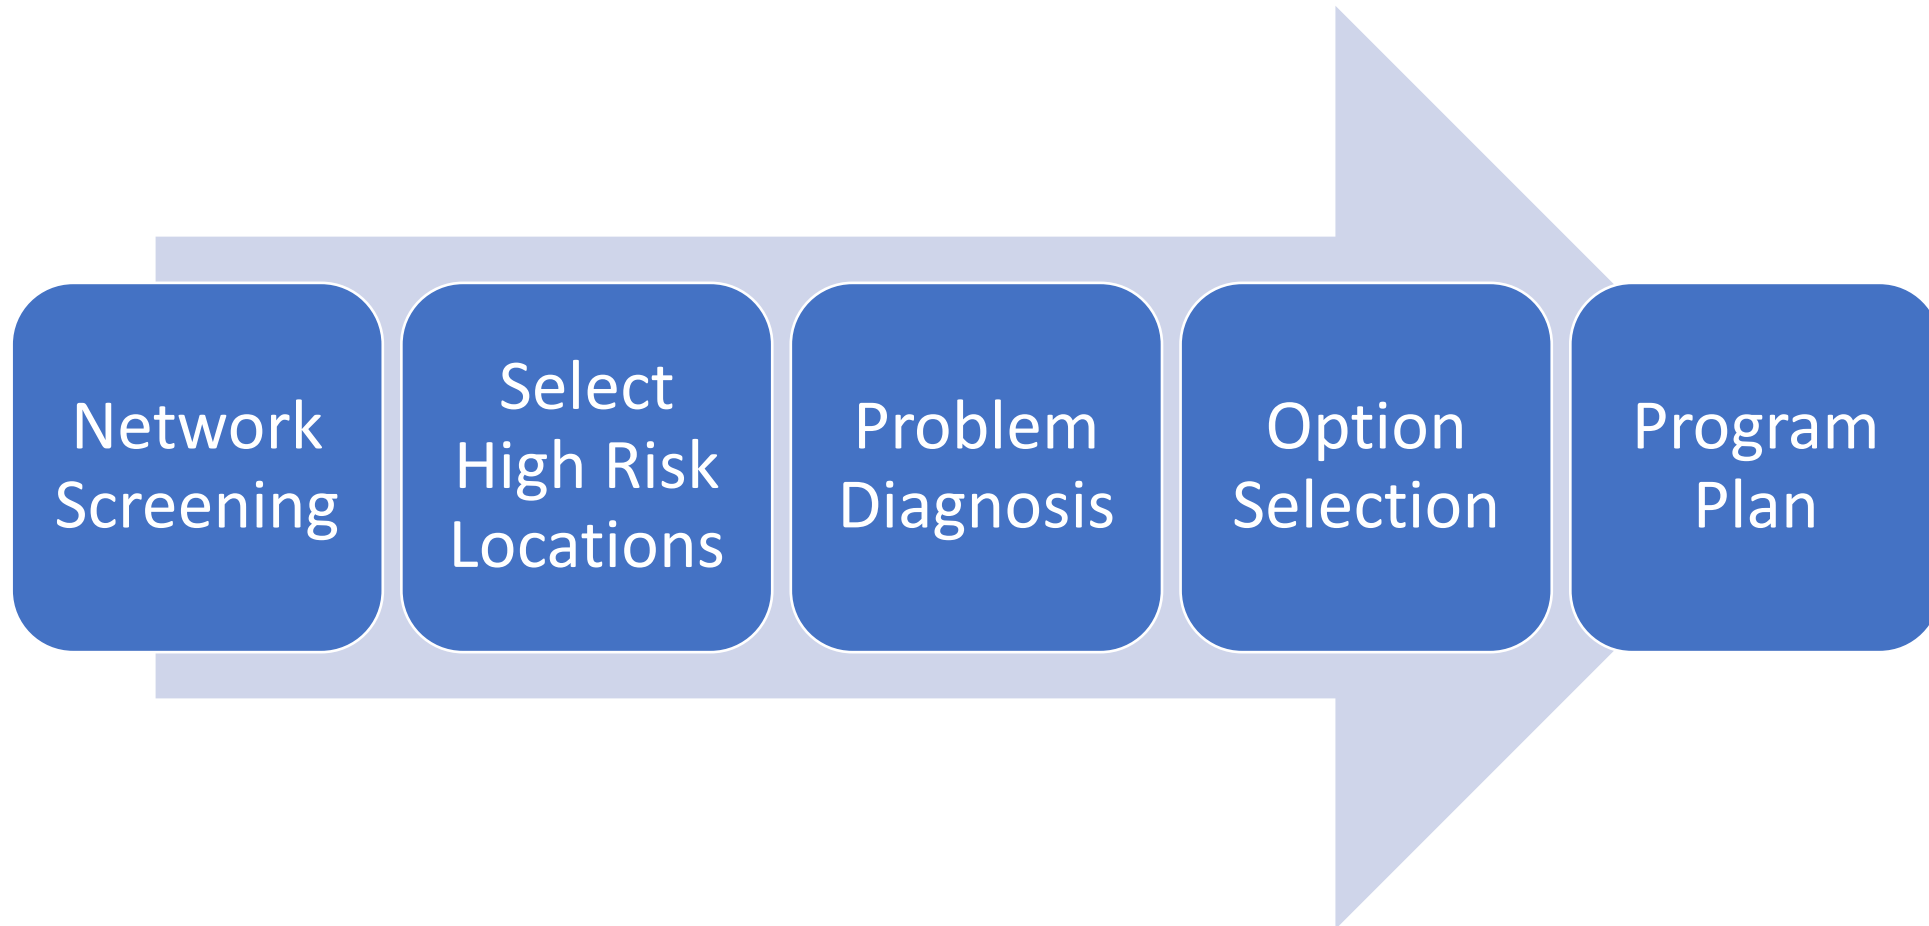 Network
Screening
Select
High Risk
Locations
Problem
Diagnosis
Option
Selection
Program
Plan